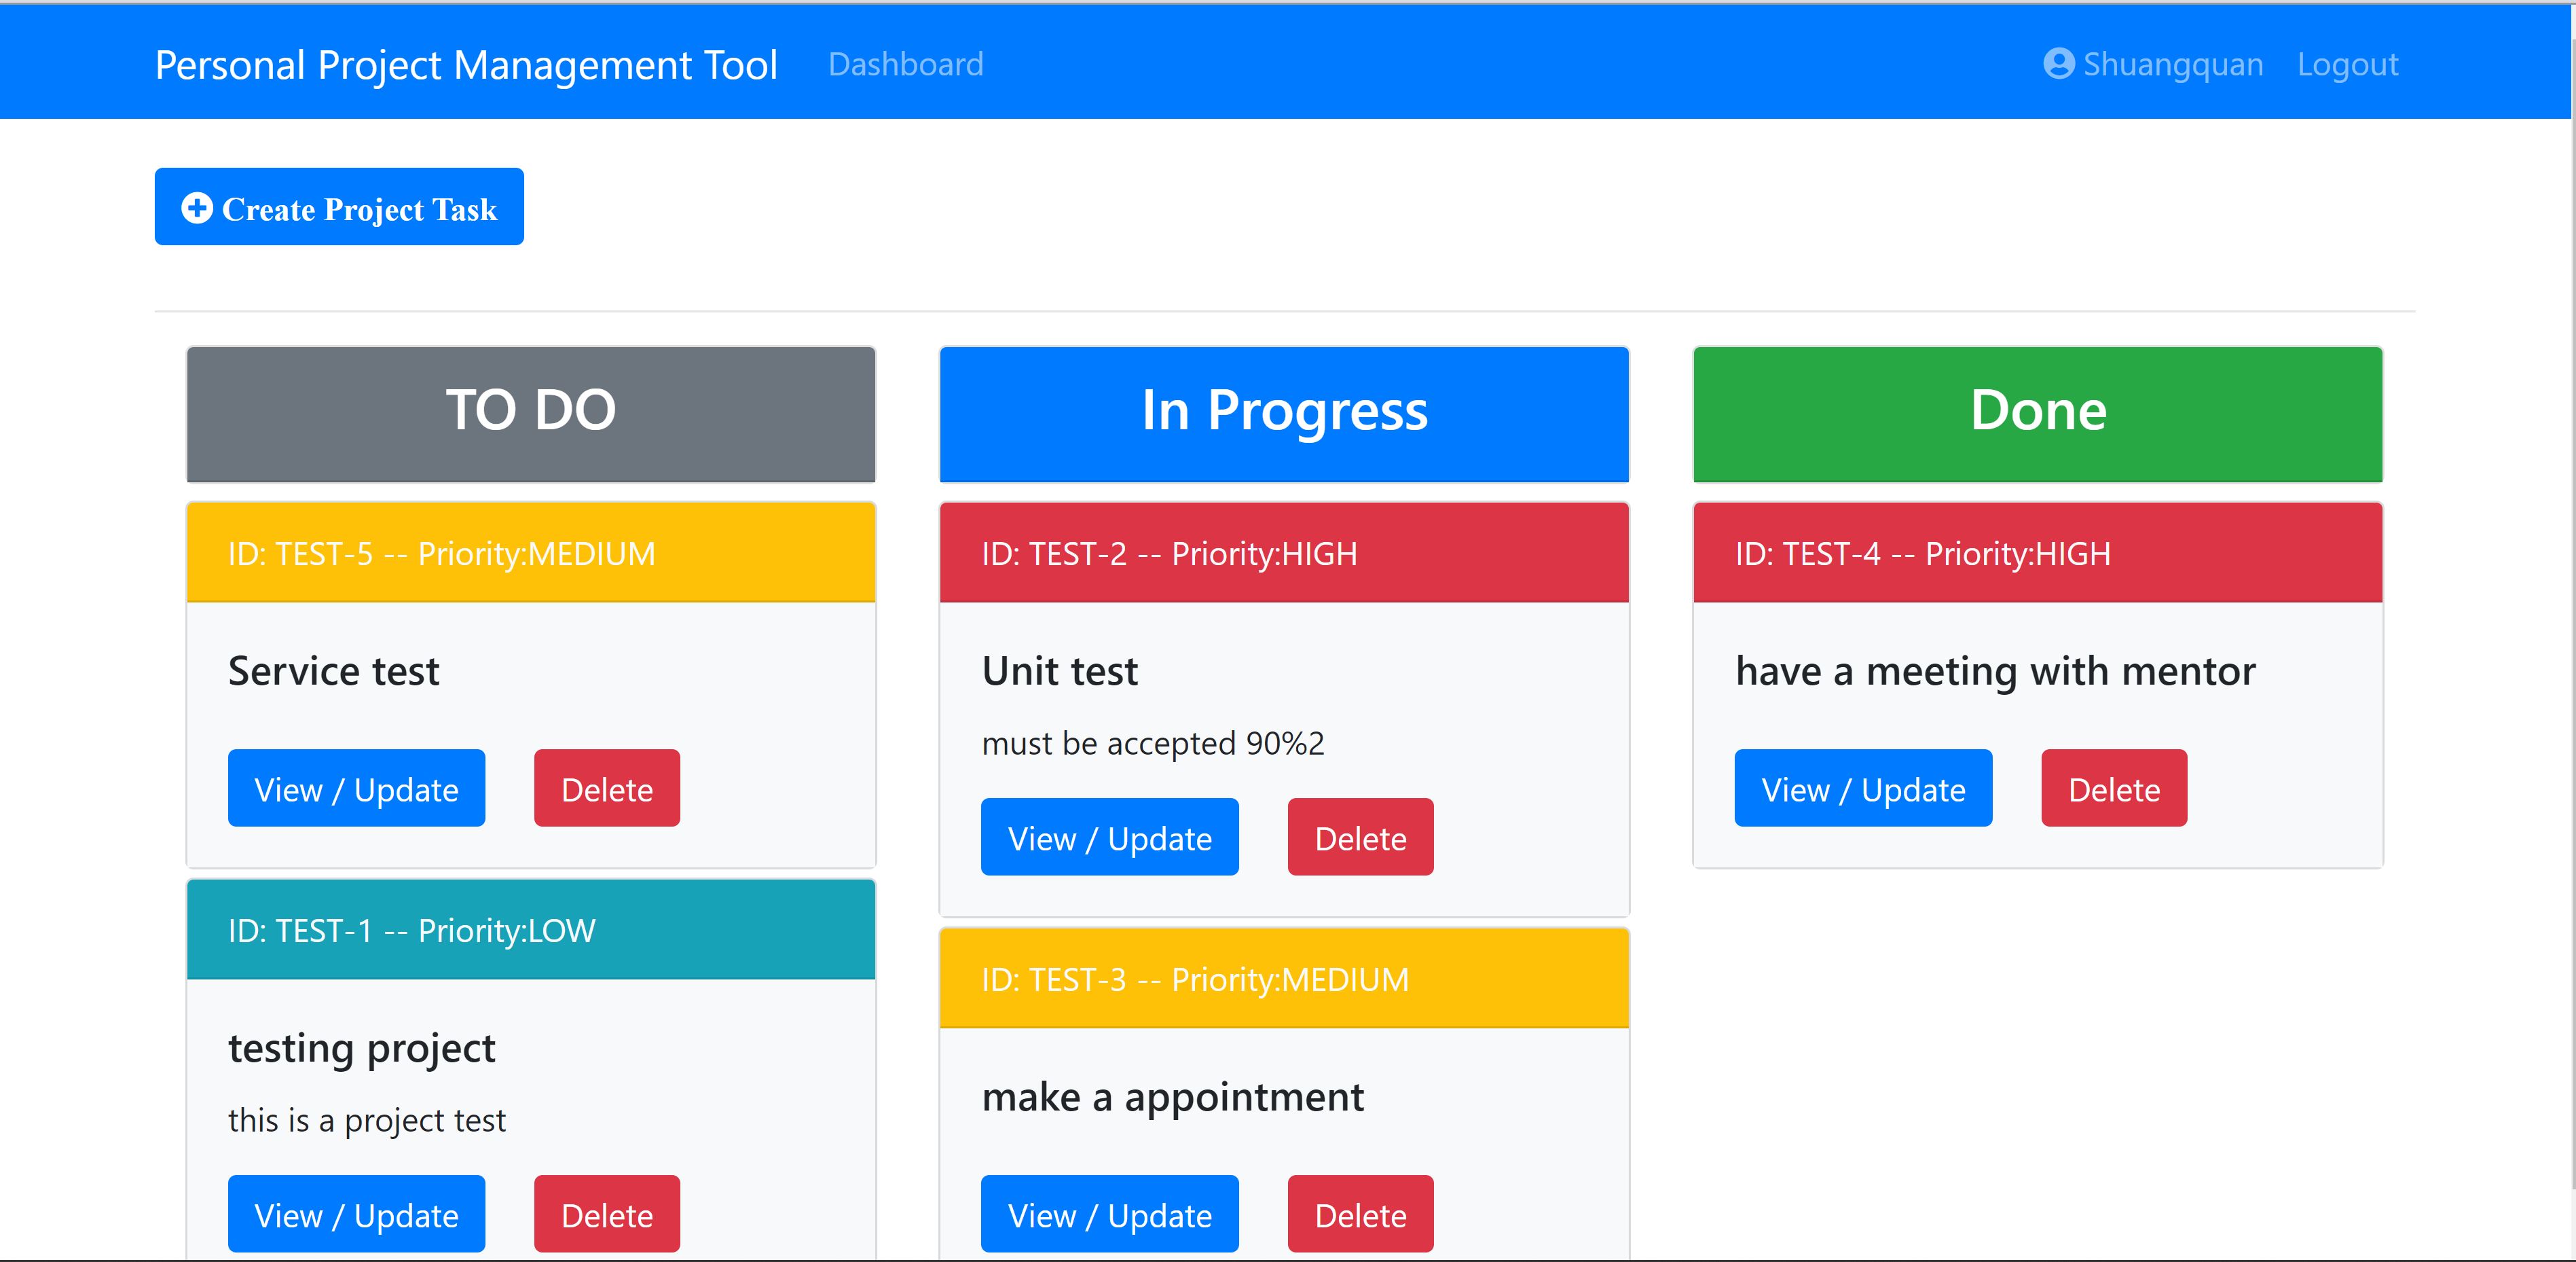 Personal Project Management Tool Dashboard Shuangquan Logout
Create Project Task
TO DO
ID: TEST-5 -- Priority:MEDIUM
Service test
View / Update Delete
ID: TEST-1 -- Priority:LOW
testing project
this is a project test
View / Update Delete
In Progress
ID: TEST-2 -- Priority:HIGH
Unit test
must be accepted 90%2
View / Update Delete
ID: TEST-3 -- Priority:MEDIUM
make a appointment
View / Update Delete
Done
ID: TEST-4 -- Priority:HIGH
have a meeting with mentor
View / Update Delete